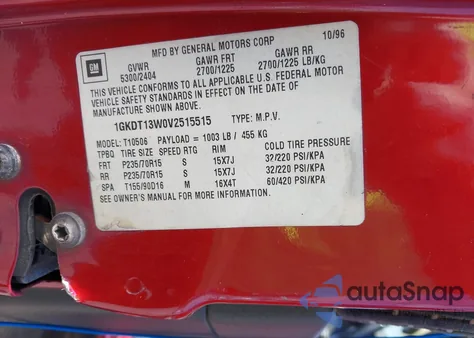 MFD BY GENERAL MOTORS CORP 10/96
GM GVWR GAWR FRT GAWR RR
5300/2404 2700/1225 2700/1225 LB/KG
THIS VEHICLE CONFORMS TO ALL APPLICABLE U.S. FEDERAL MOTOR
VEHICLE SAFETY STANDARDS IN EFFECT ON THE DATE OF
MANUFACTURE SHOWN ABOVE.
1GKDT13W0V2515515 TYPE: M.P.V.
MODEL: T10506 PAYLOAD = 1003 LB / 455 KG
TPBQ TIRE SIZE SPEED RTG RIM COLD TIRE PRESSURE
FRT P235/70R15 S 15X7J 32/220 PSI/KPA
RR P235/70R15 S 15X7J 32/220 PSI/KPA
SPA T155/90D16 M 16X4T 60/420 PSI/KPA
SEE OWNER'S MANUAL FOR MORE INFORMATION.
autoSnap